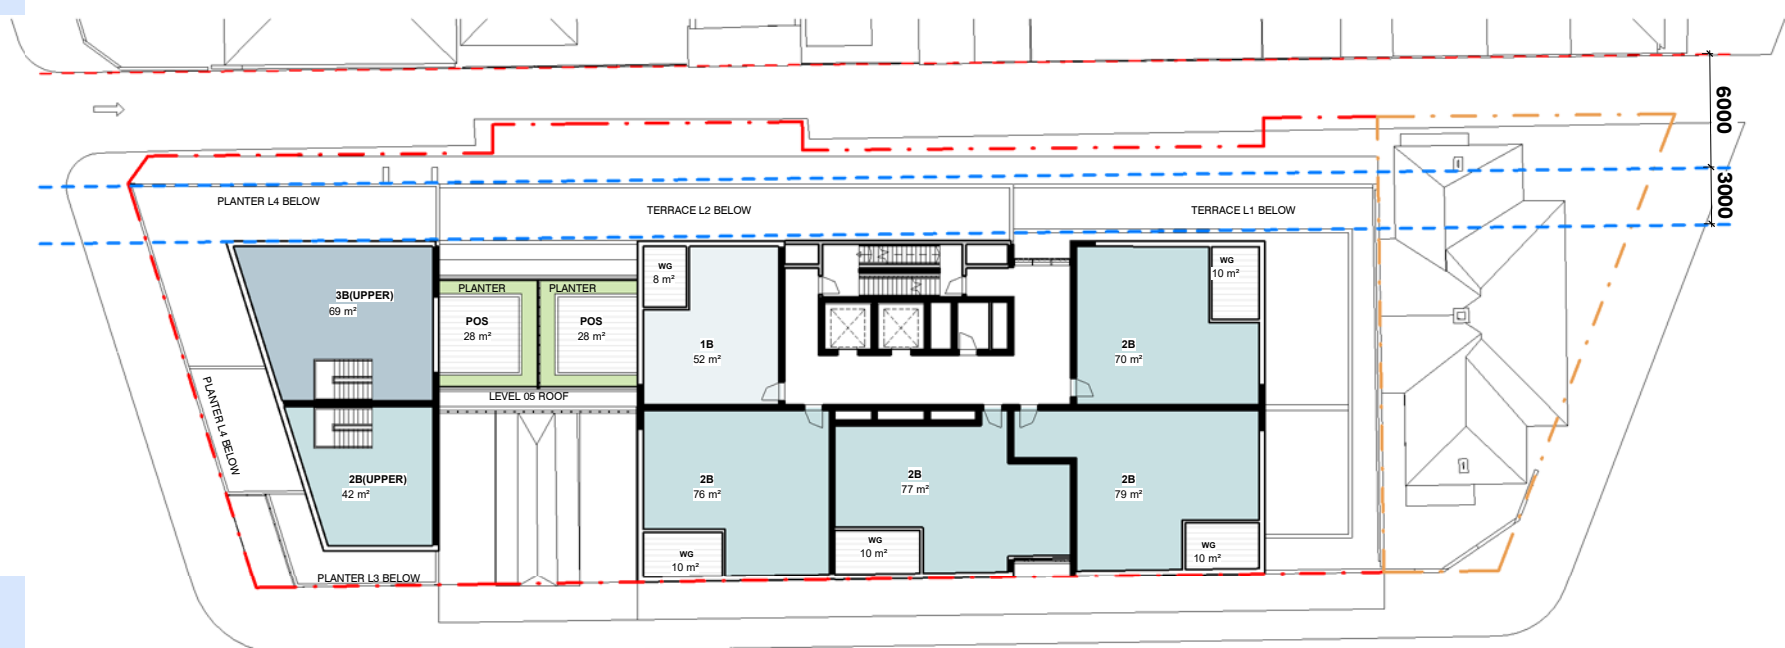 6000
3000
PLANTER L4 BELOW
TERRACE L2 BELOW
TERRACE L1 BELOW
3B(UPPER)
69 m²
PLANTER
PLANTER
POS
28 m²
POS
28 m²
LEVEL 05 ROOF
WG
8 m²
1B
52 m²
WG
10 m²
2B
70 m²
PLANTER L4 BELOW
2B(UPPER)
42 m²
PLANTER L3 BELOW
2B
76 m²
WG
10 m²
2B
77 m²
WG
10 m²
2B
79 m²
WG
10 m²